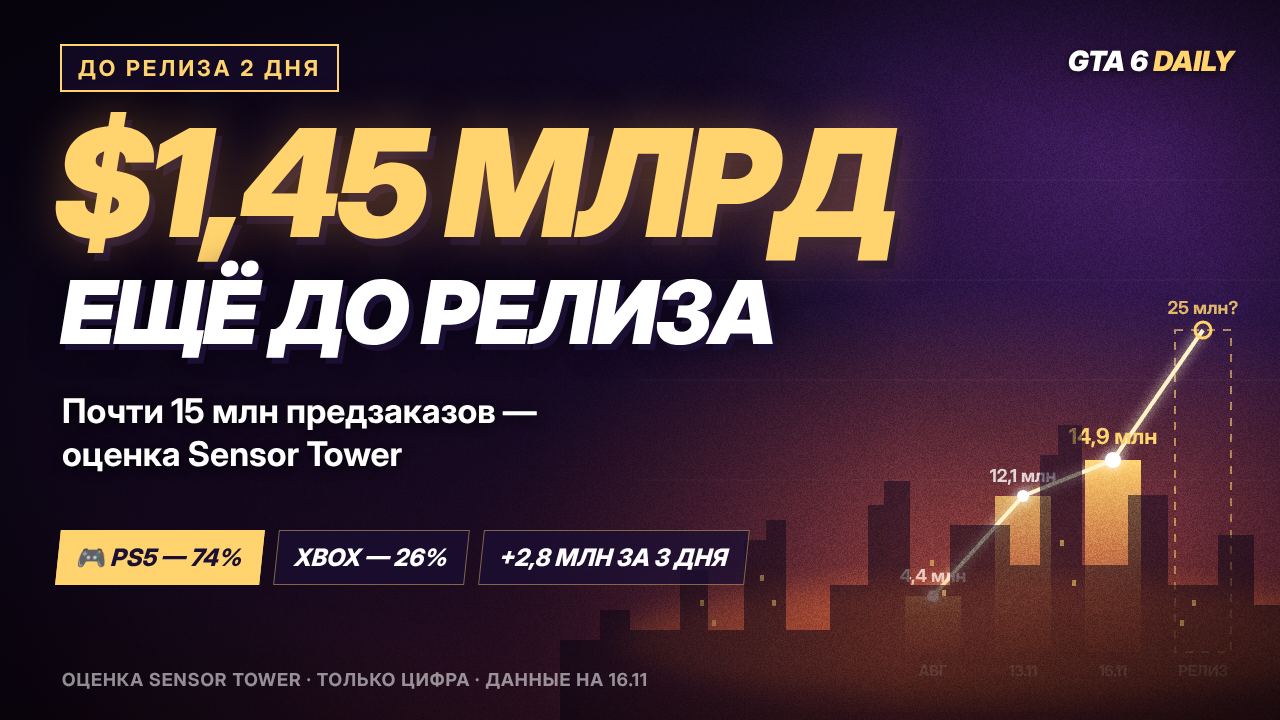 ДО РЕЛИЗА 2 ДНЯ
GTA 6 DAILY
$1,45 МЛРД
ЕЩЁ ДО РЕЛИЗА
Почти 15 млн предзаказов —
оценка Sensor Tower
🎮 PS5 — 74%
XBOX — 26%
+2,8 МЛН ЗА 3 ДНЯ
25 млн?
14,9 млн
12,1 млн
4,4 млн
АВГ
13.11
16.11
РЕЛИЗ
ОЦЕНКА SENSOR TOWER · ТОЛЬКО ЦИФРА · ДАННЫЕ НА 16.11